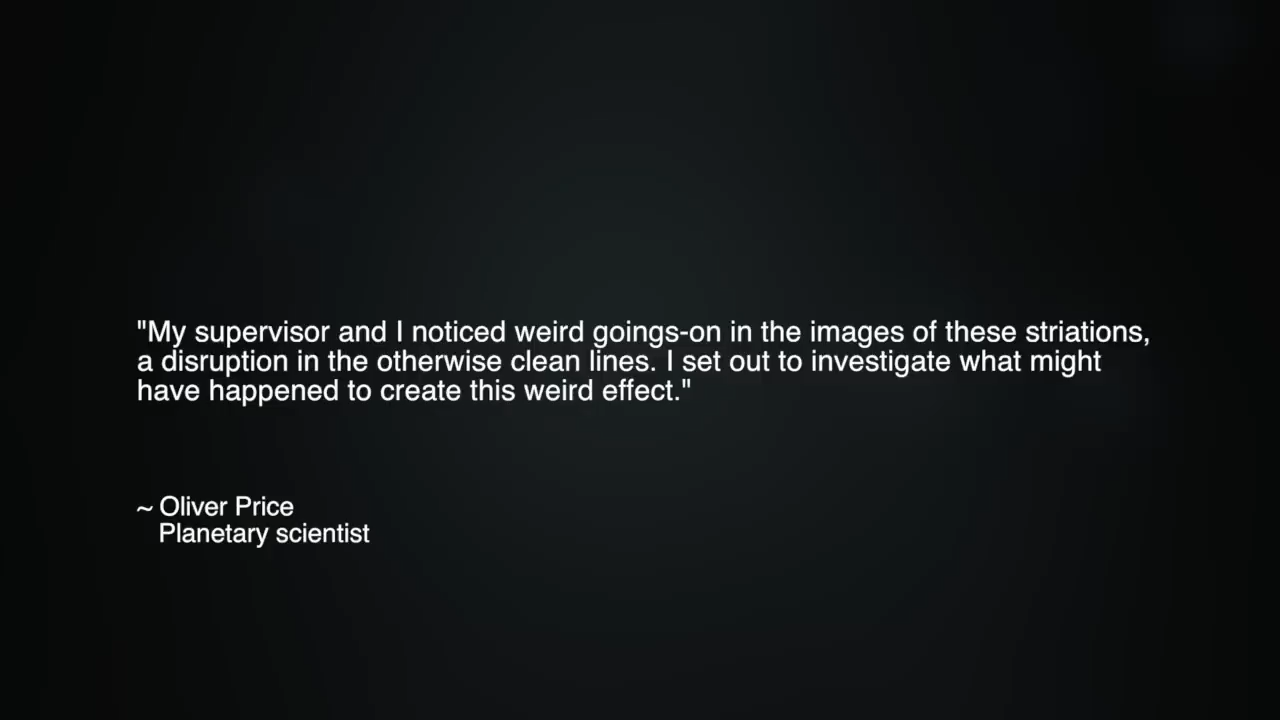 "My supervisor and I noticed weird goings-on in the images of these striations,
a disruption in the otherwise clean lines. I set out to investigate what might
have happened to create this weird effect."
~ Oliver Price
Planetary scientist